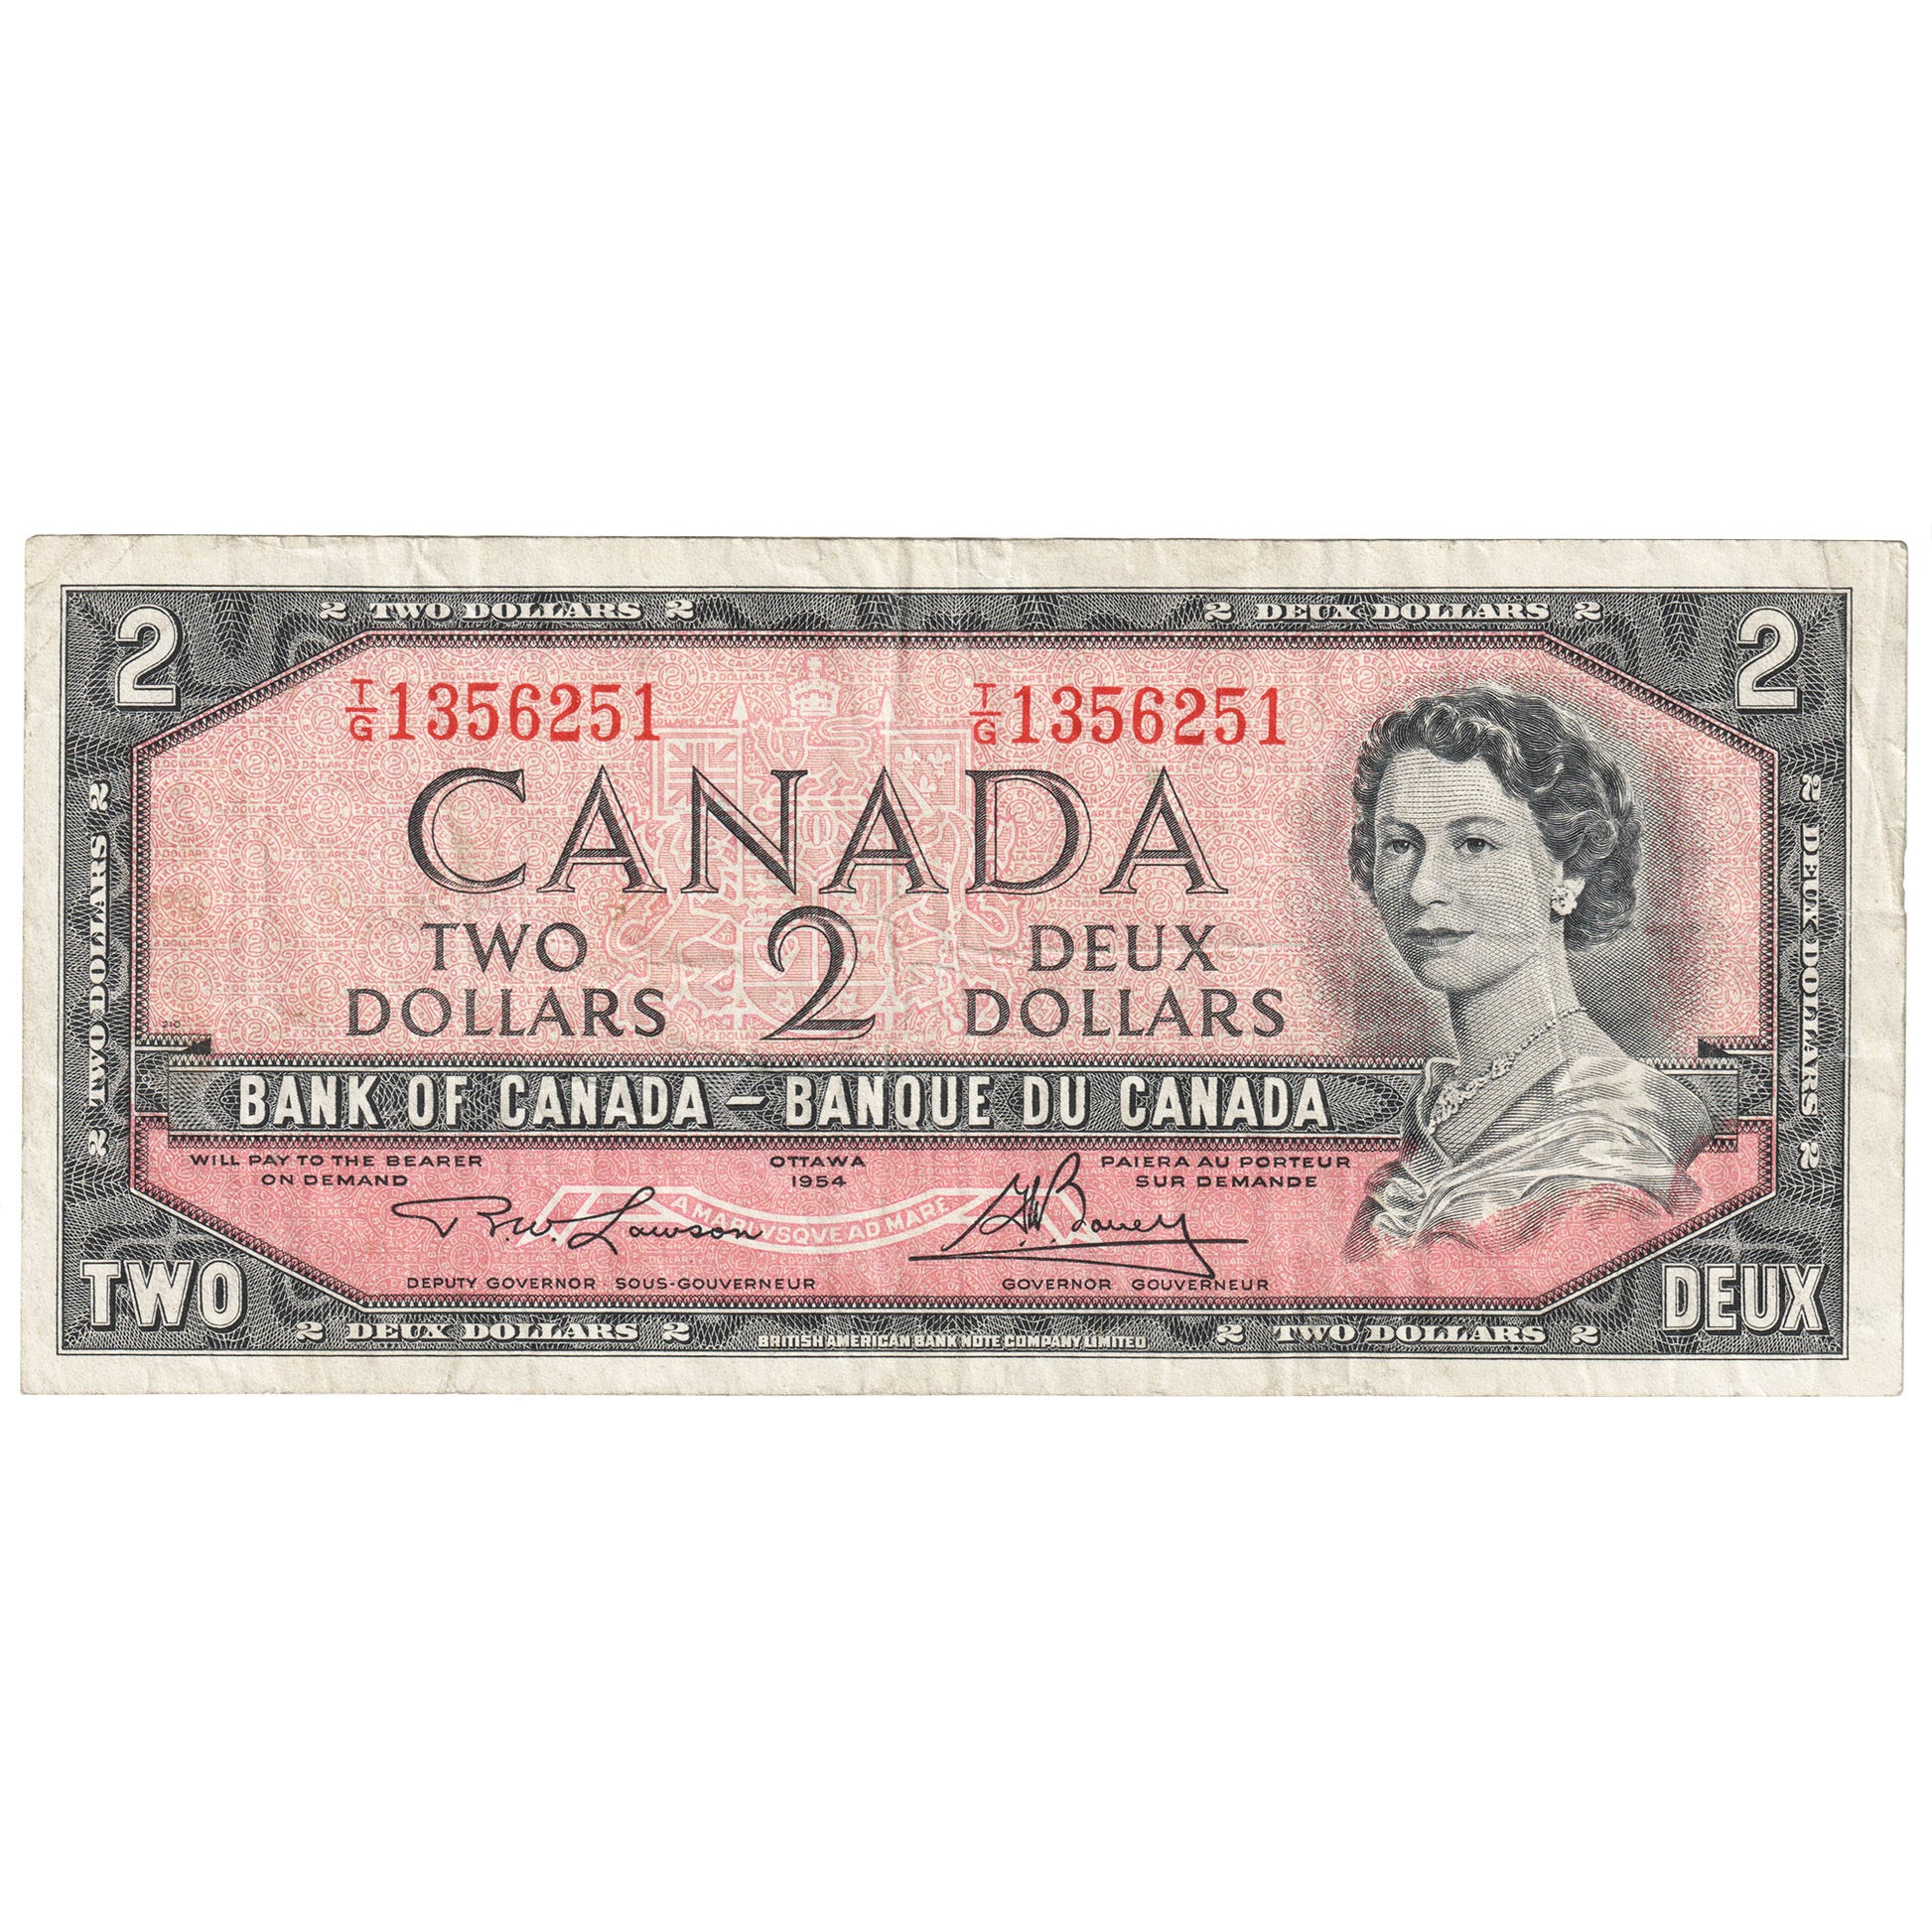 2 2 TWO DOLLARS 2 2 DEUX DOLLARS 2 2
T/G 1356251 T/G 1356251
CANADA
TWO 2 DEUX
DOLLARS DOLLARS
2 TWO DOLLARS 2
2 DEUX DOLLARS 2
210
BANK OF CANADA – BANQUE DU CANADA
WILL PAY TO THE BEARER OTTAWA PAIERA AU PORTEUR
ON DEMAND 1954 SUR DEMANDE
A MARI VSQVE AD MARE
R.W. Lawson
DEPUTY GOVERNOR · SOUS-GOUVERNEUR GOVERNOR GOUVERNEUR
TWO 2 DEUX DOLLARS 2 BRITISH AMERICAN BANK NOTE COMPANY, LIMITED 2 TWO DOLLARS 2 DEUX